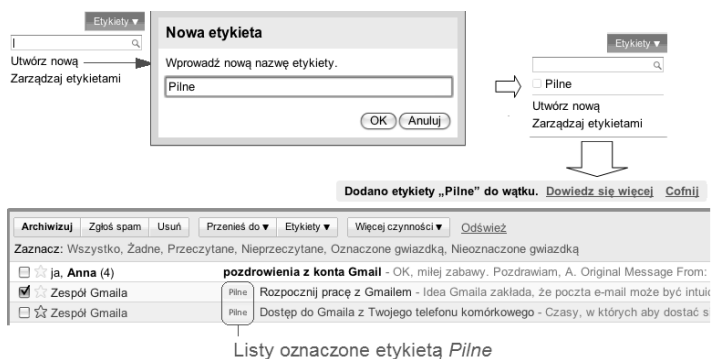 Etykiety ▼
Utwórz nową
Zarządzaj etykietami
Nowa etykieta
Wprowadź nową nazwę etykiety.
Pilne
OK Anuluj
Etykiety ▼
Pilne
Utwórz nową
Zarządzaj etykietami
Dodano etykiety „Pilne” do wątku. Dowiedz się więcej Cofnij
Archiwizuj Zgłoś spam Usuń Przenieś do ▼ Etykiety ▼ Więcej czynności ▼ Odśwież
Zaznacz: Wszystko, Żadne, Przeczytane, Nieprzeczytane, Oznaczone gwiazdką, Nieoznaczone gwiazdką
ja, Anna (4) pozdrowienia z konta Gmail - OK, miłej zabawy. Pozdrawiam, A. Original Message From:
Zespół Gmaila Pilne Rozpocznij pracę z Gmailem - Idea Gmaila zakłada, że poczta e-mail może być intuic
Zespół Gmaila Pilne Dostęp do Gmaila z Twojego telefonu komórkowego - Czasy, w których aby dostać s
Listy oznaczone etykietą Pilne